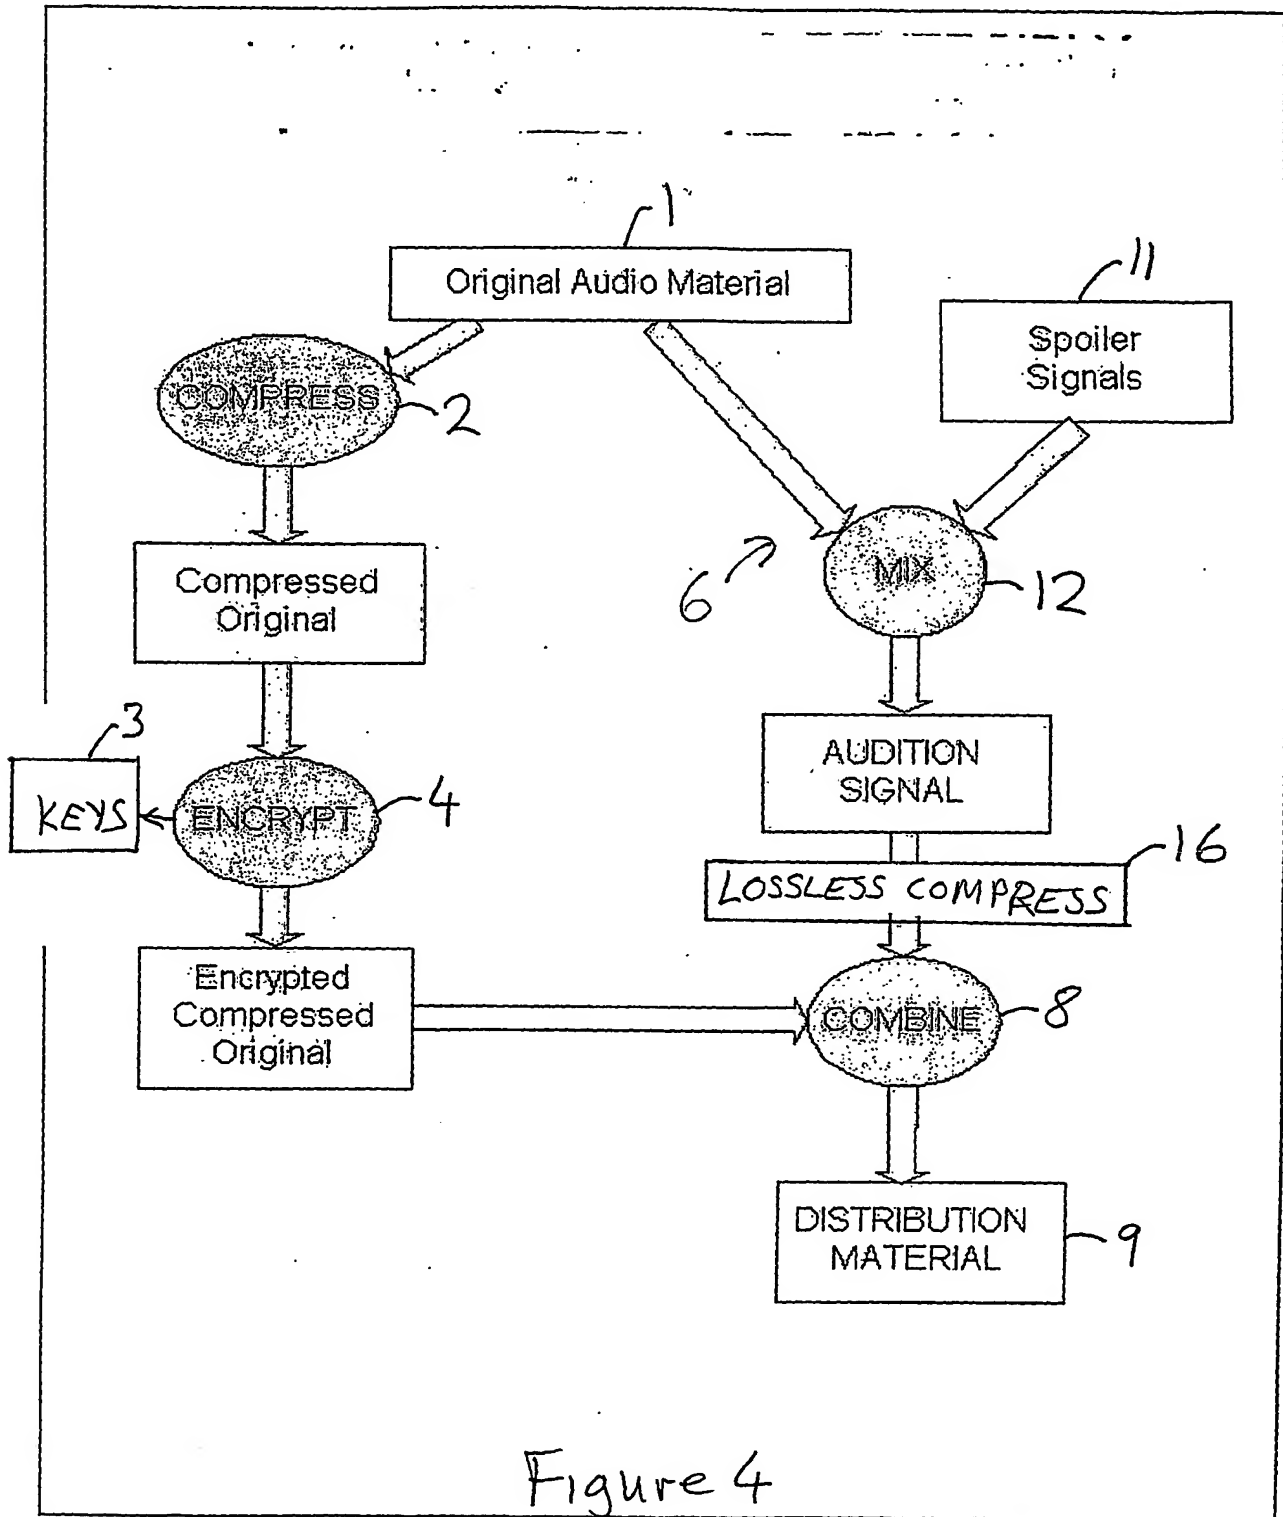 1
Original Audio Material
11
Spoiler
Signals
COMPRESS
2
Compressed
Original
6
MIX
12
3
KEYS
ENCRYPT
4
AUDITION
SIGNAL
16
LOSSLESS COMPRESS
Encrypted
Compressed
Original
COMBINE
8
DISTRIBUTION
MATERIAL
9
Figure 4